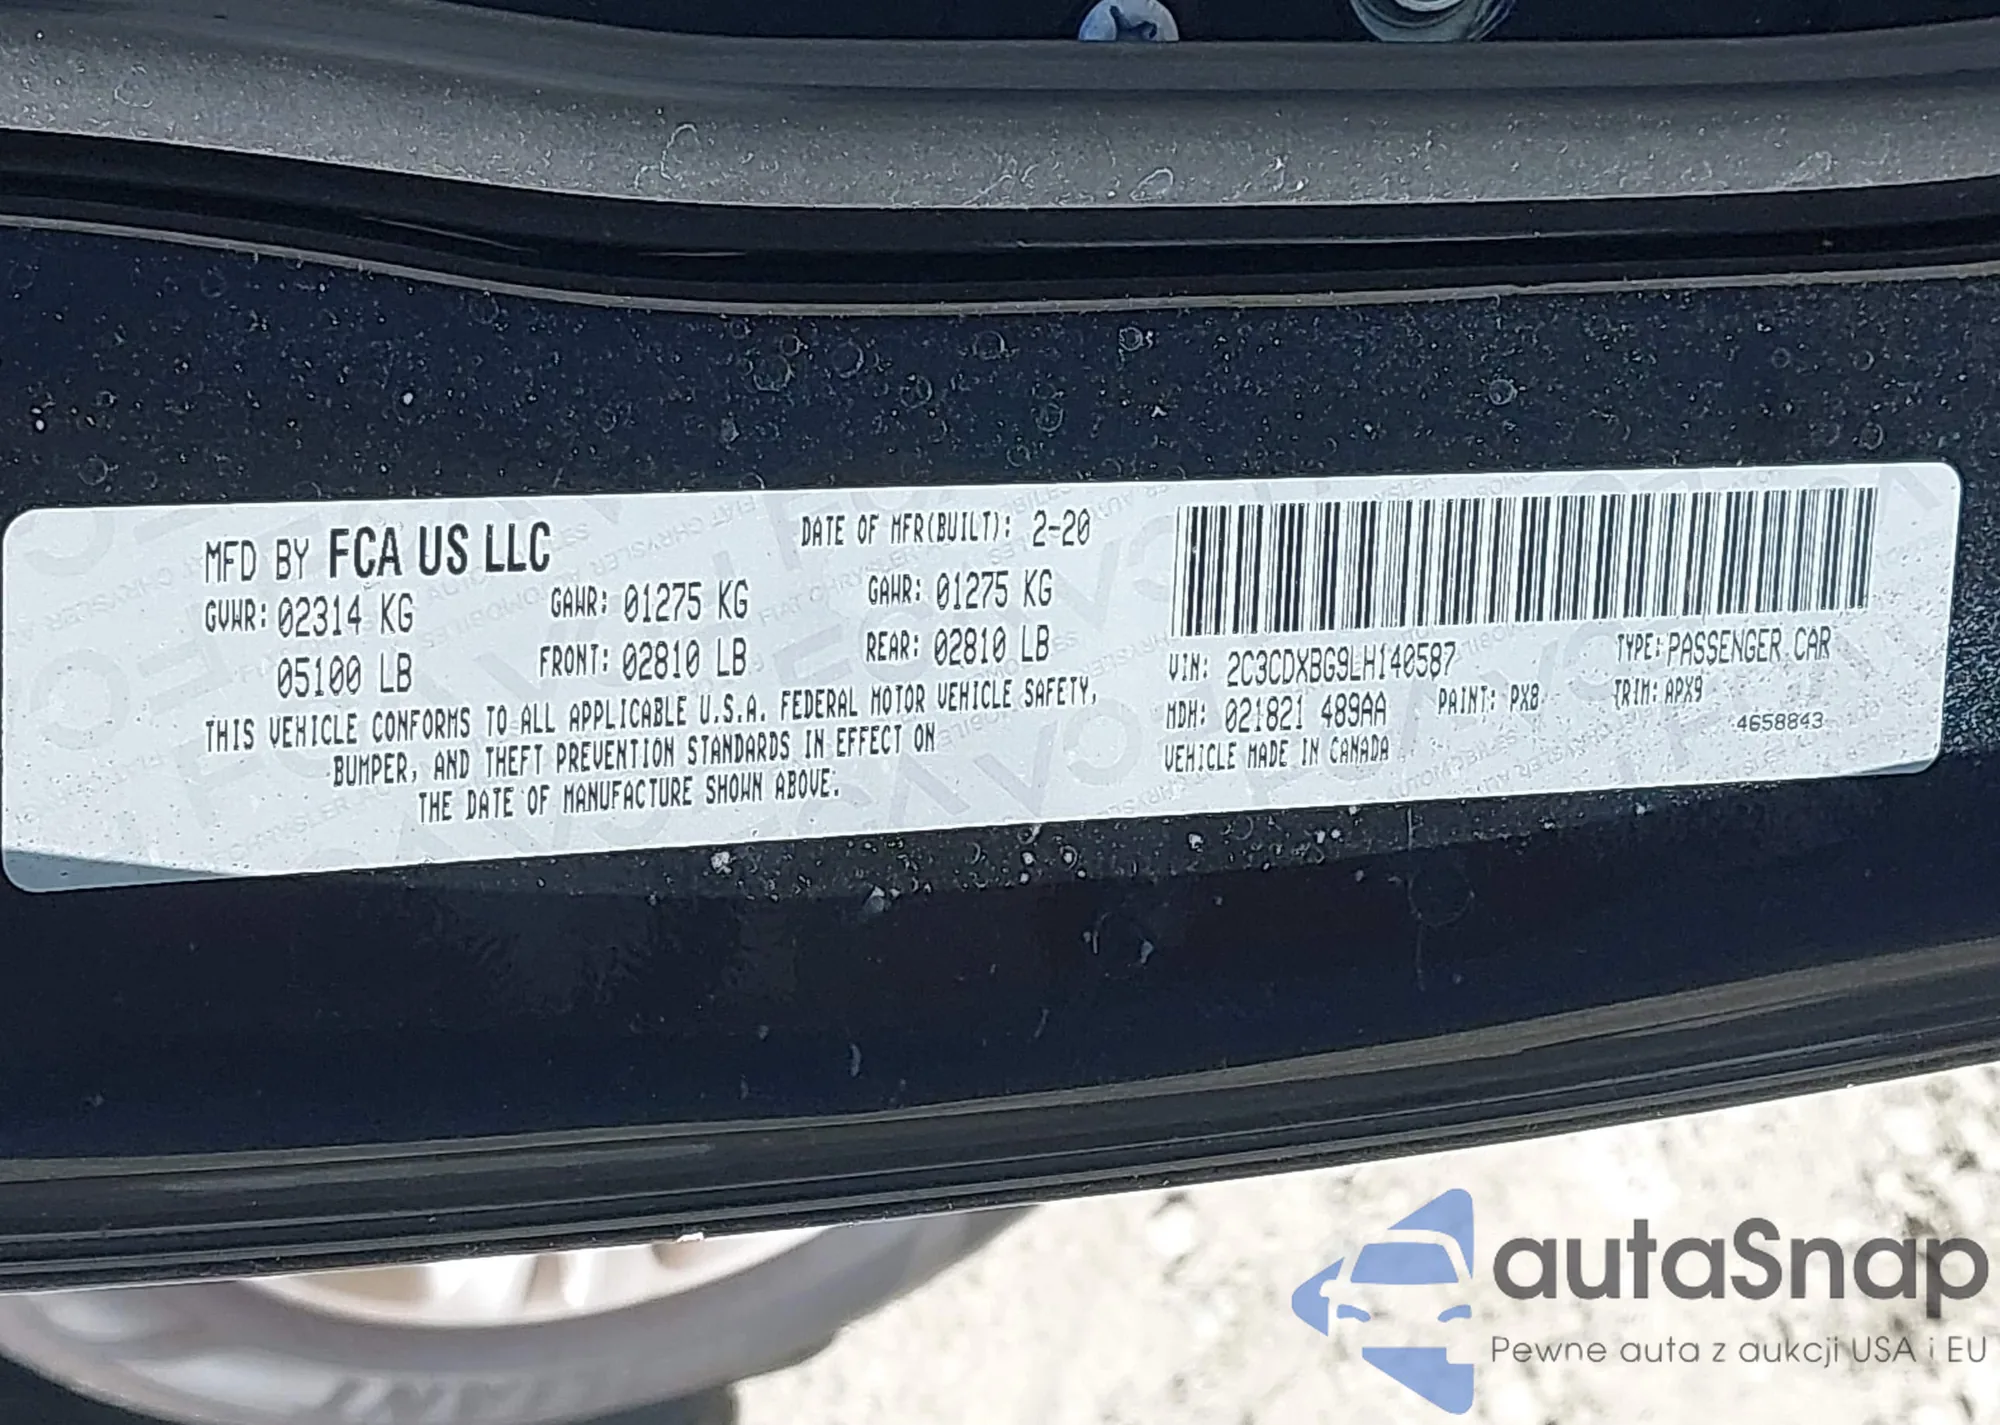 MFD BY FCA US LLC
DATE OF MFR(BUILT): 2-20
GVWR: 02314 KG
GAWR: 01275 KG
GAWR: 01275 KG
05100 LB
FRONT: 02810 LB
REAR: 02810 LB
THIS VEHICLE CONFORMS TO ALL APPLICABLE U.S.A. FEDERAL MOTOR VEHICLE SAFETY,
BUMPER, AND THEFT PREVENTION STANDARDS IN EFFECT ON
THE DATE OF MANUFACTURE SHOWN ABOVE.
VIN: 2C3CDXBG9LH140587
TYPE: PASSENGER CAR
MDH: 021821 489AA
PAINT: PX8
TRIM: APX9
VEHICLE MADE IN CANADA
4658843
autaSnap
Pewne auta z aukcji USA i EU